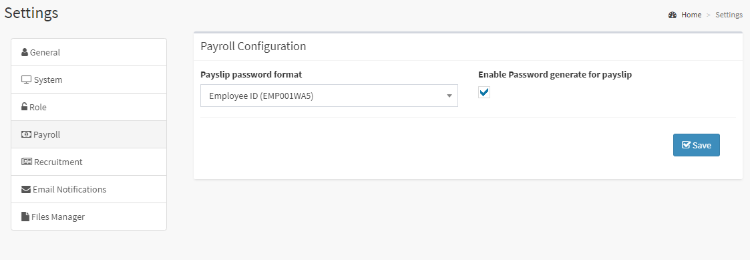 Settings
Home > Settings
General
System
Role
Payroll
Recruitment
Email Notifications
Files Manager
Payroll Configuration
Payslip password format
Employee ID (EMP001WA5)
Enable Password generate for payslip
Save